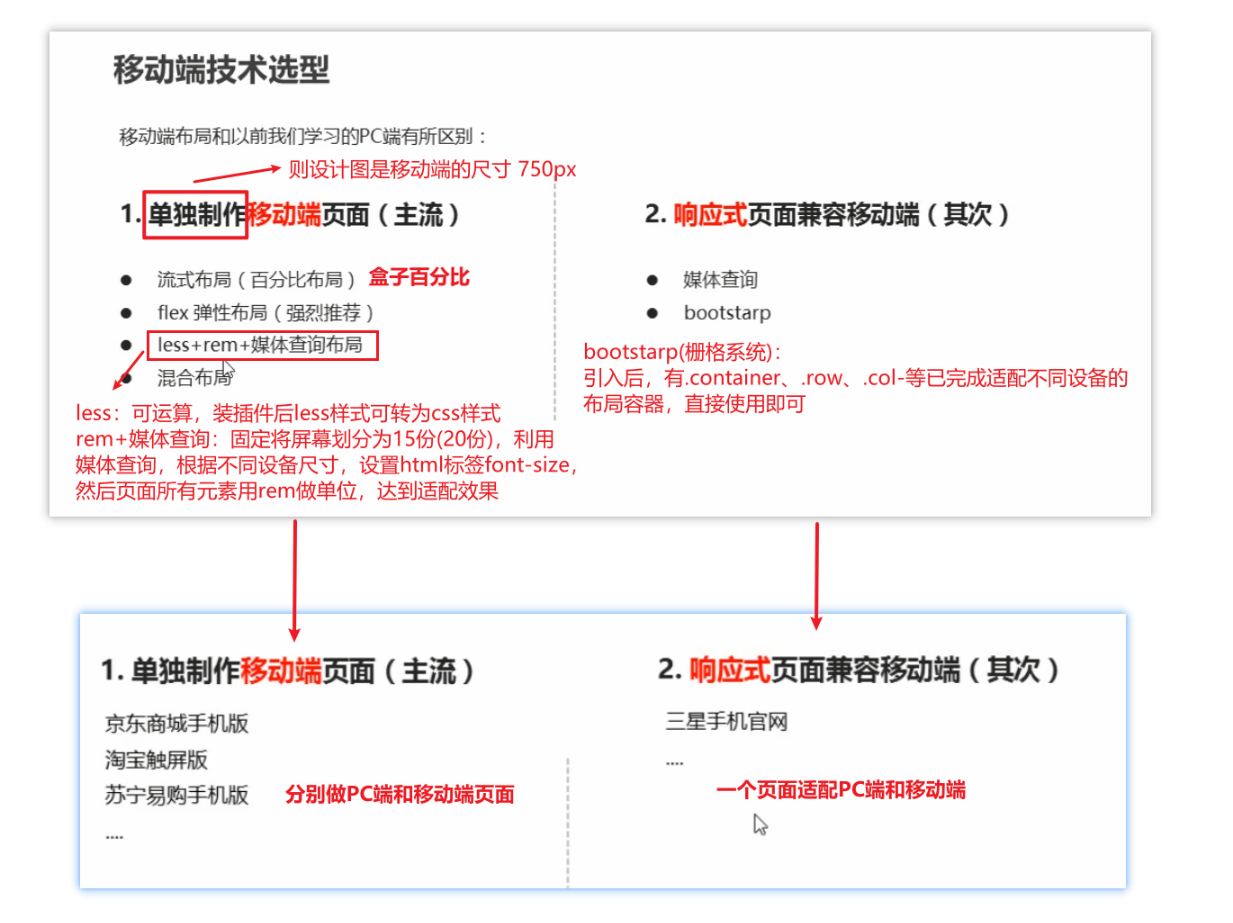 移动端技术选型
移动端布局和以前我们学习的PC端有所区别：
则设计图是移动端的尺寸 750px
1. 单独制作移动端页面（主流）
● 流式布局（百分比布局） 盒子百分比
● flex 弹性布局（强烈推荐）
● less+rem+媒体查询布局
● 混合布局
less：可运算，装插件后less样式可转为css样式
rem+媒体查询：固定将屏幕划分为15份(20份)，利用
媒体查询，根据不同设备尺寸，设置html标签font-size，
然后页面所有元素用rem做单位，达到适配效果
2. 响应式页面兼容移动端（其次）
● 媒体查询
● bootstarp
bootstarp(栅格系统)：
引入后，有.container、.row、.col-等已完成适配不同设备的
布局容器，直接使用即可
1. 单独制作移动端页面（主流）
京东商城手机版
淘宝触屏版
苏宁易购手机版
....
分别做PC端和移动端页面
2. 响应式页面兼容移动端（其次）
三星手机官网
....
一个页面适配PC端和移动端